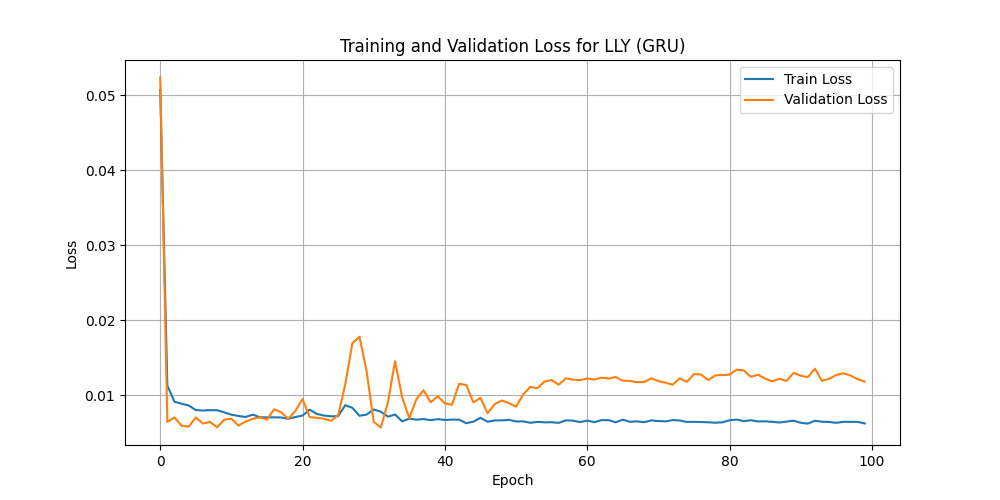 Training and Validation Loss for LLY (GRU)
Train Loss
Validation Loss
0.05
0.04
0.03
0.02
0.01
Loss
0 20 40 60 80 100
Epoch